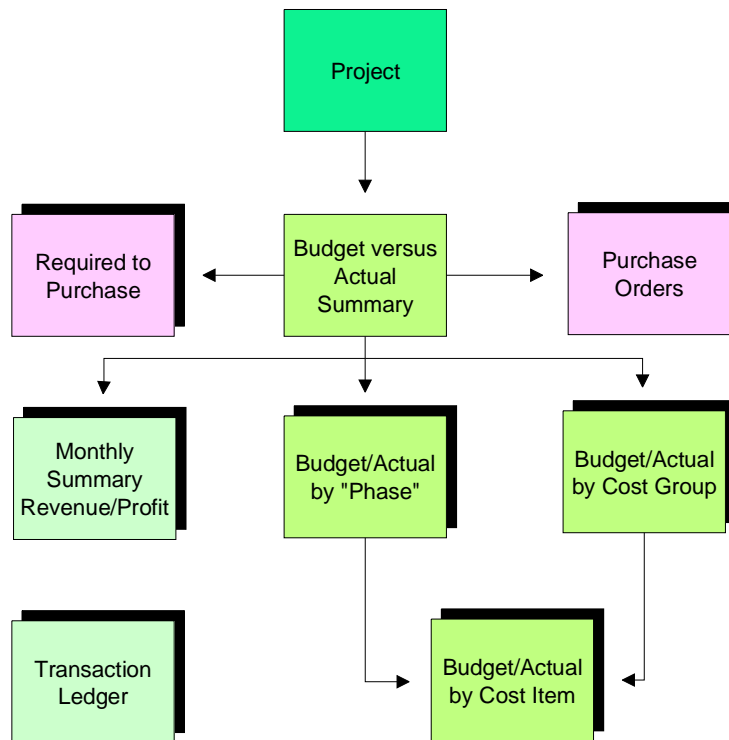 Project
Required to
Purchase
Budget versus
Actual
Summary
Purchase
Orders
Monthly
Summary
Revenue/Profit
Budget/Actual
by "Phase"
Budget/Actual
by Cost Group
Transaction
Ledger
Budget/Actual
by Cost Item